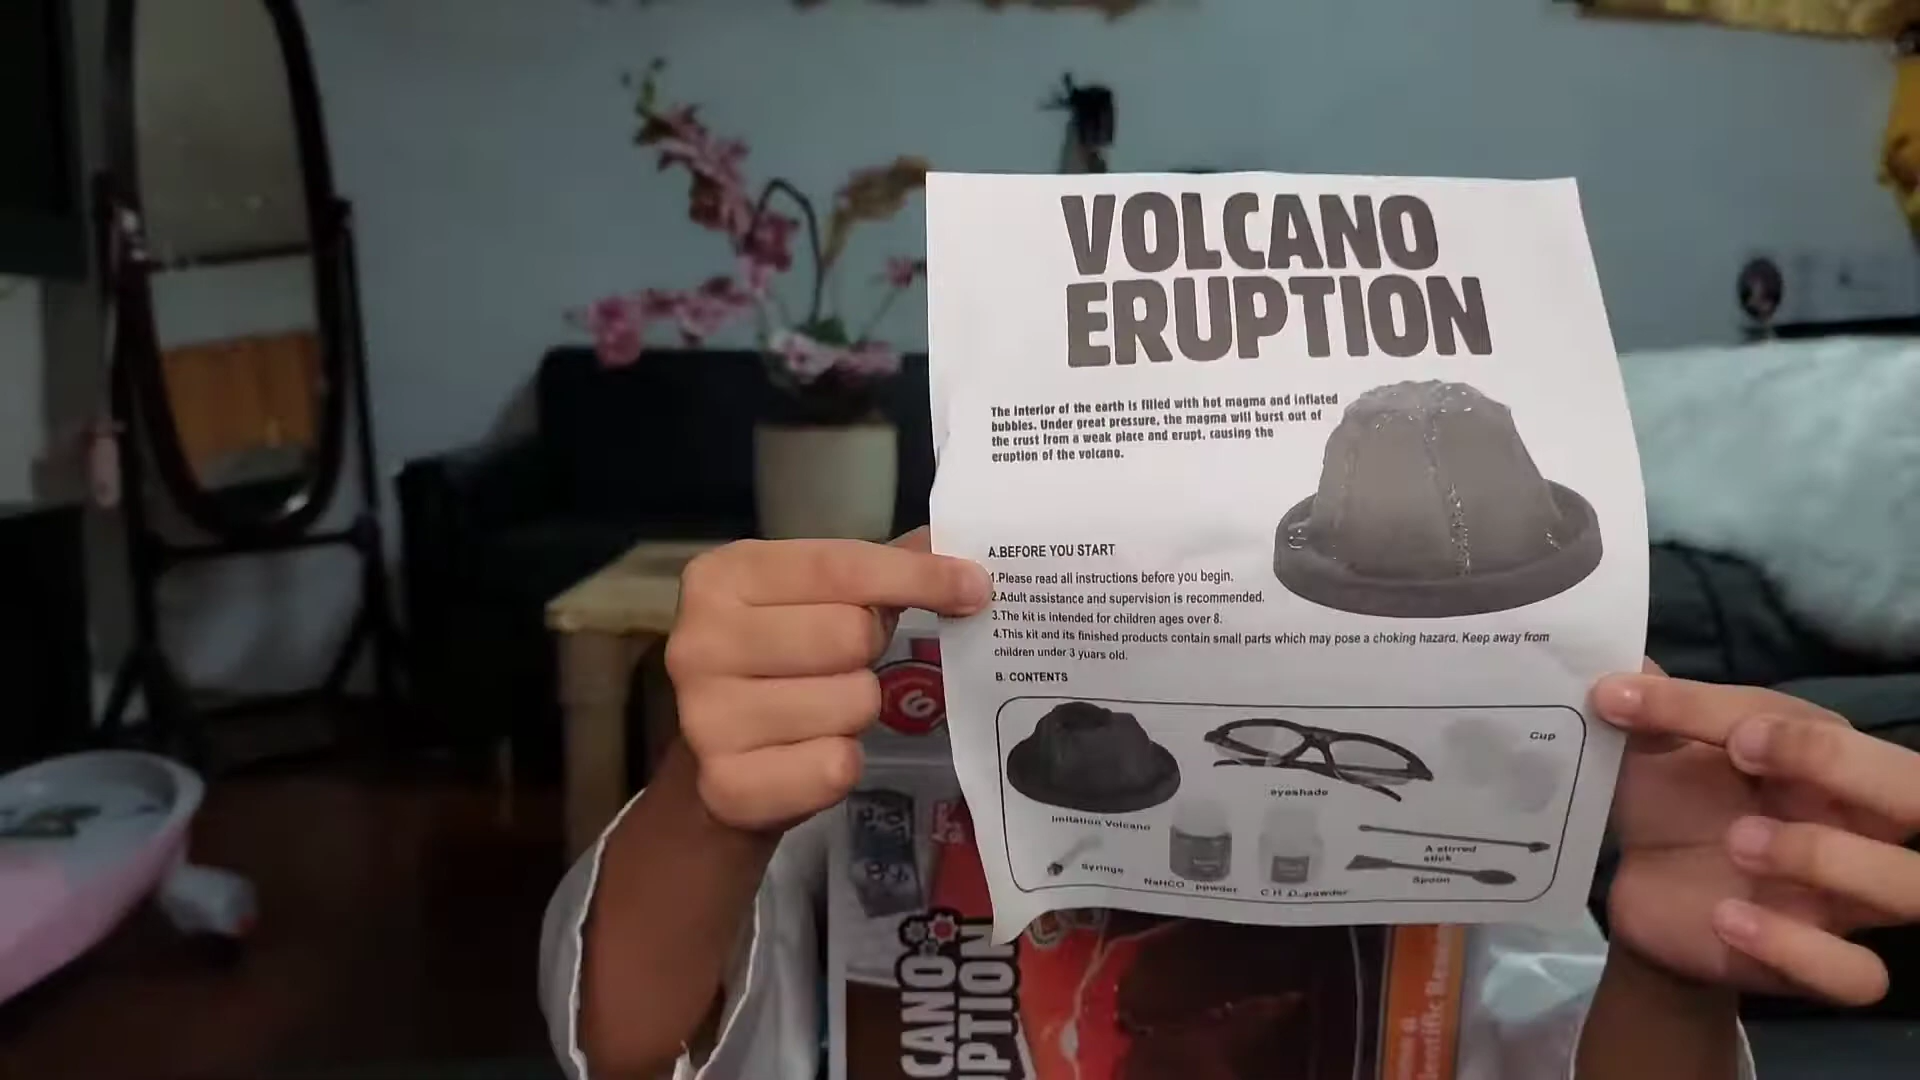 VOLCANO
ERUPTION
The interior of the earth is filled with hot magma and inflated
bubbles. Under great pressure, the magma will burst out of
the crust from a weak place and erupt, causing the
eruption of the volcano.
A.BEFORE YOU START
1.Please read all instructions before you begin.
2.Adult assistance and supervision is recommended.
3.The kit is intended for children ages over 8.
4.This kit and its finished products contain small parts which may pose a choking hazard. Keep away from
children under 3 yuars old.
B. CONTENTS
Cup
eyeshade
Imitation Volcano
A stirred
stick
Syringe
Spoon
NaHCO powder
C H O powder
6
CANO
IPTION